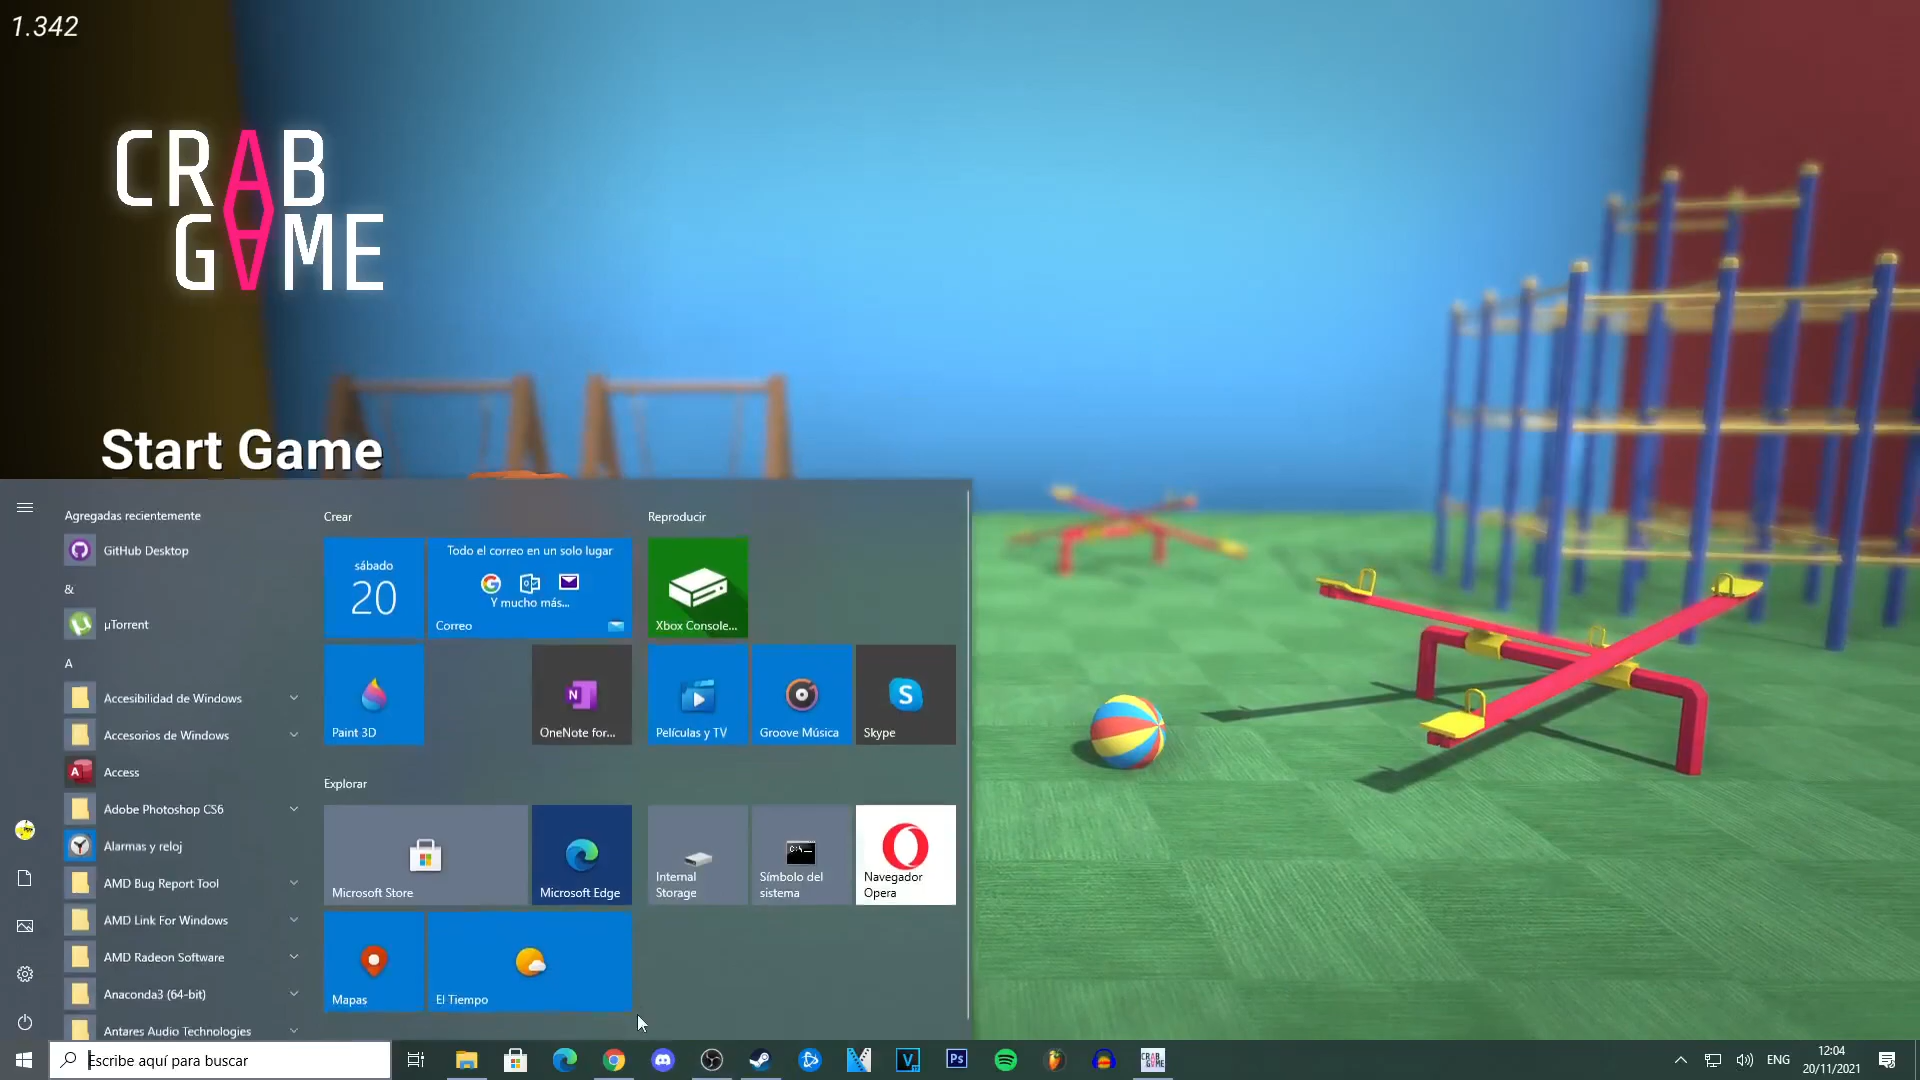 1.342
CRAB
GAME
Start Game
Agregadas recientemente
GitHub Desktop
&
µTorrent
A
Accesibilidad de Windows
Accesorios de Windows
Access
Adobe Photoshop CS6
Alarmas y reloj
AMD Bug Report Tool
AMD Link For Windows
AMD Radeon Software
Anaconda3 (64-bit)
Antares Audio Technologies
Crear
sábado
20
Todo el correo en un solo lugar
Y mucho más...
Correo
Paint 3D
OneNote for...
Explorar
Microsoft Store
Microsoft Edge
Mapas
El Tiempo
Reproducir
Xbox Console...
Películas y TV
Groove Música
Skype
Internal
Storage
C:\
Símbolo del
sistema
Navegador
Opera
Escribe aquí para buscar
V
Ps
CRAB
GAME
ENG
12:04
20/11/2021